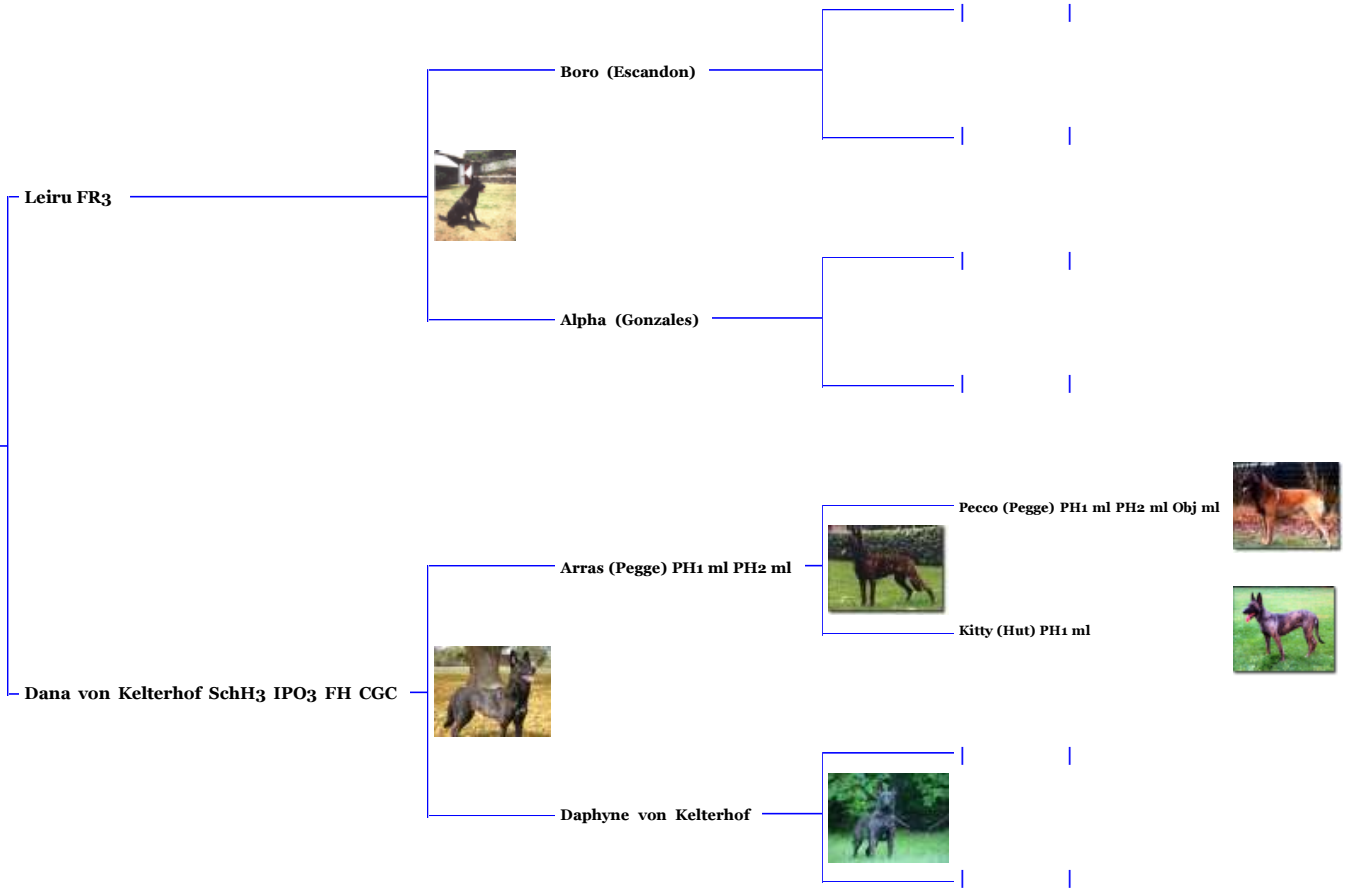 Boro (Escandon)
Leiru FR3
Alpha (Gonzales)
Pecco (Pegge) PH1 ml PH2 ml Obj ml
Arras (Pegge) PH1 ml PH2 ml
Kitty (Hut) PH1 ml
Dana von Kelterhof SchH3 IPO3 FH CGC
Daphyne von Kelterhof